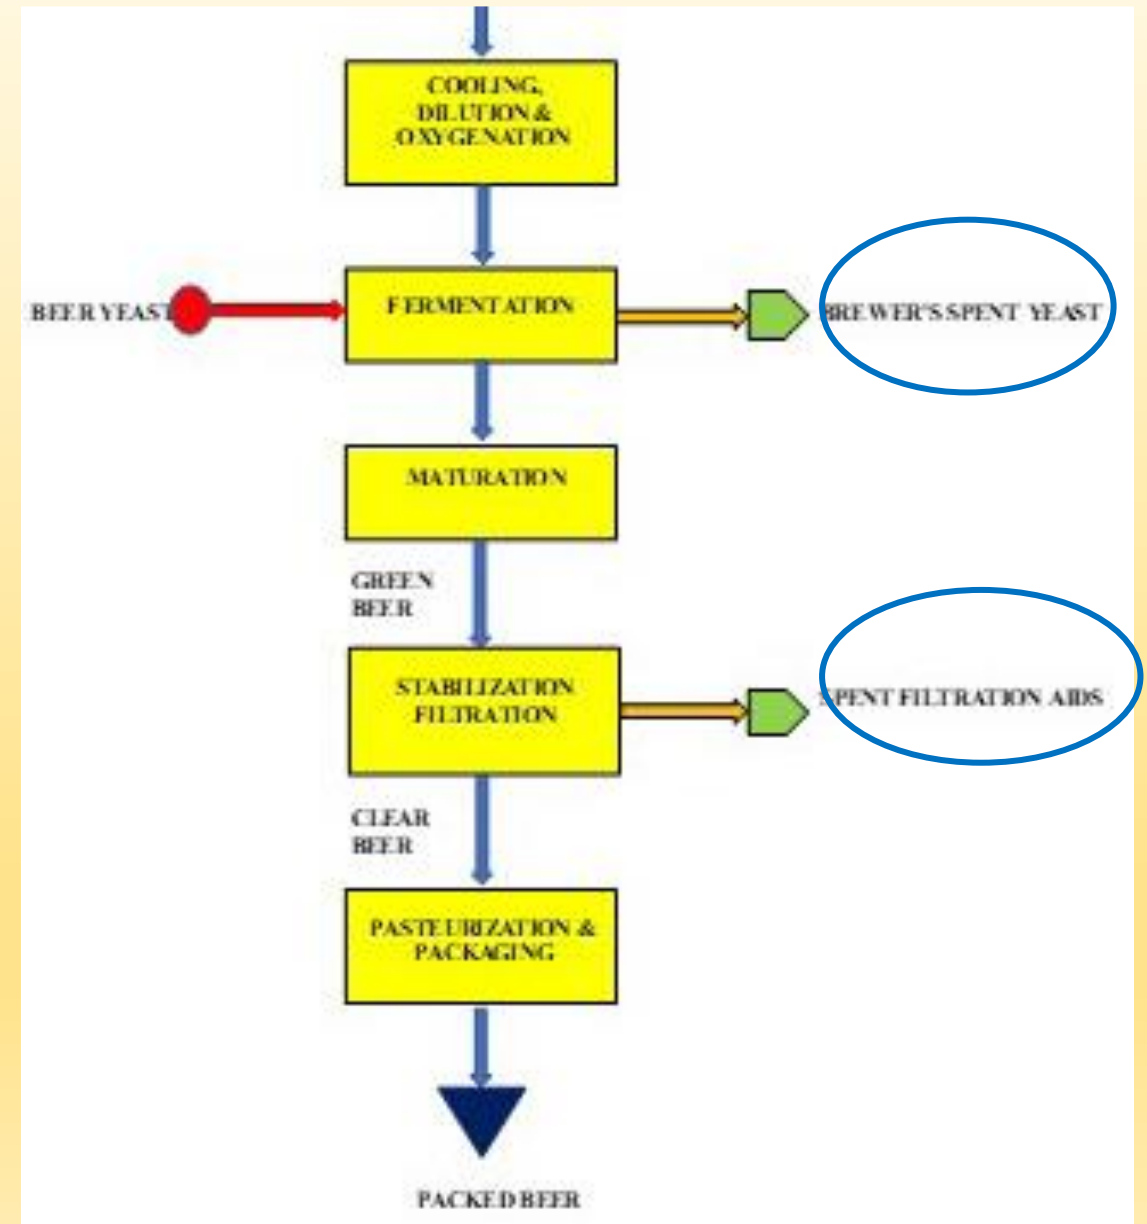 COOLING,
DILUTION &
OXYGENATION
BEER YEAST
FERMENTATION
BREWER'S SPENT YEAST
MATURATION
GREEN
BEER
STABILIZATION
FILTRATION
SPENT FILTRATION AIDS
CLEAR
BEER
PASTEURIZATION &
PACKAGING
PACKED BEER